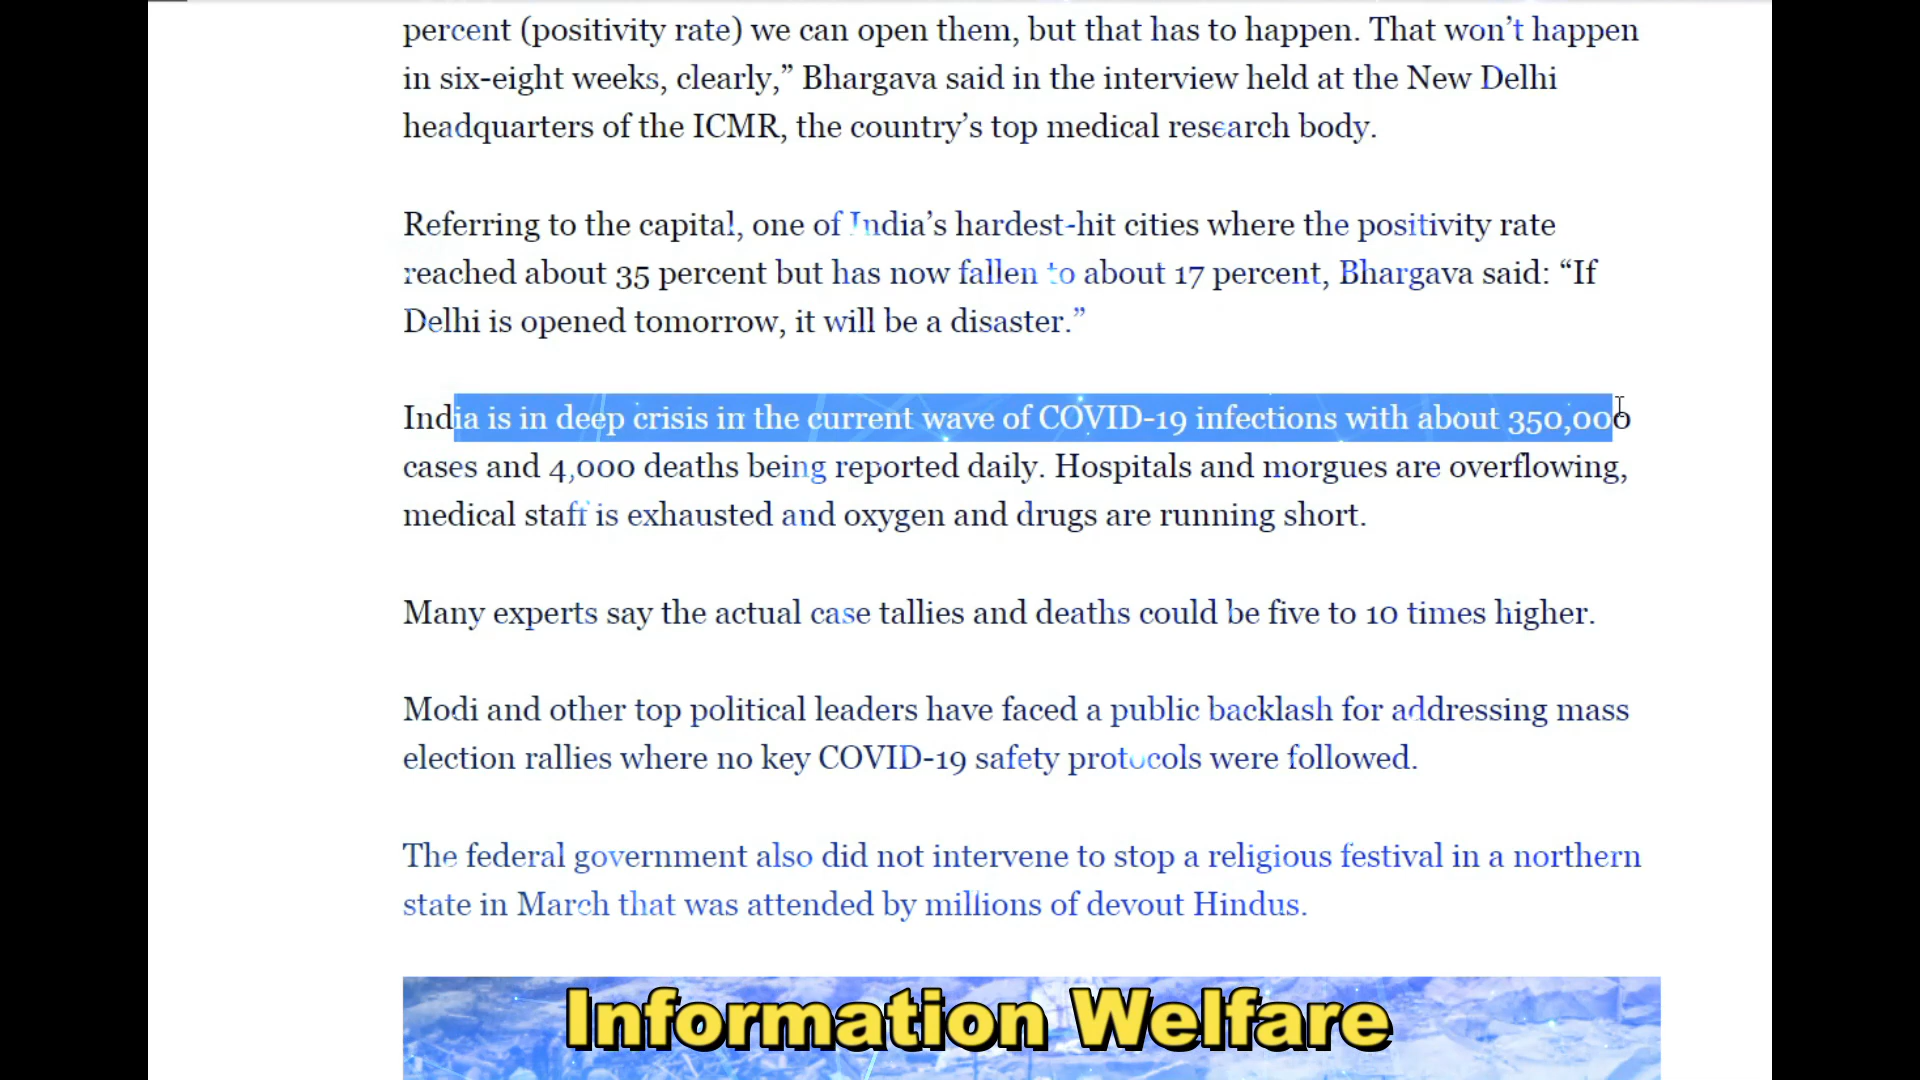 percent (positivity rate) we can open them, but that has to happen. That won’t happen
in six-eight weeks, clearly,” Bhargava said in the interview held at the New Delhi
headquarters of the ICMR, the country’s top medical research body.
Referring to the capital, one of India’s hardest-hit cities where the positivity rate
reached about 35 percent but has now fallen to about 17 percent, Bhargava said: “If
Delhi is opened tomorrow, it will be a disaster.”
India is in deep crisis in the current wave of COVID-19 infections with about 350,000
cases and 4,000 deaths being reported daily. Hospitals and morgues are overflowing,
medical staff is exhausted and oxygen and drugs are running short.
Many experts say the actual case tallies and deaths could be five to 10 times higher.
Modi and other top political leaders have faced a public backlash for addressing mass
election rallies where no key COVID-19 safety protocols were followed.
The federal government also did not intervene to stop a religious festival in a northern
state in March that was attended by millions of devout Hindus.
Information Welfare